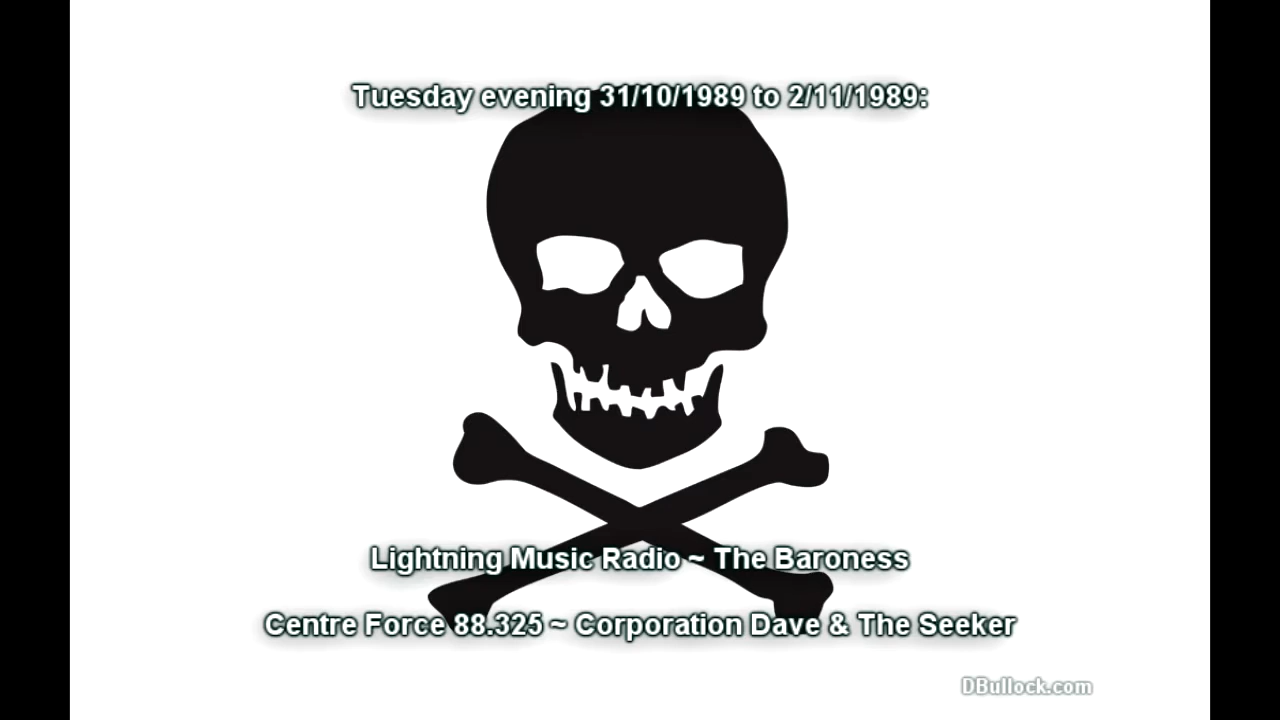 Tuesday evening 31/10/1989 to 2/11/1989:
Lightning Music Radio ~ The Baroness
Centre Force 88.325 ~ Corporation Dave & The Seeker
DBullock.com